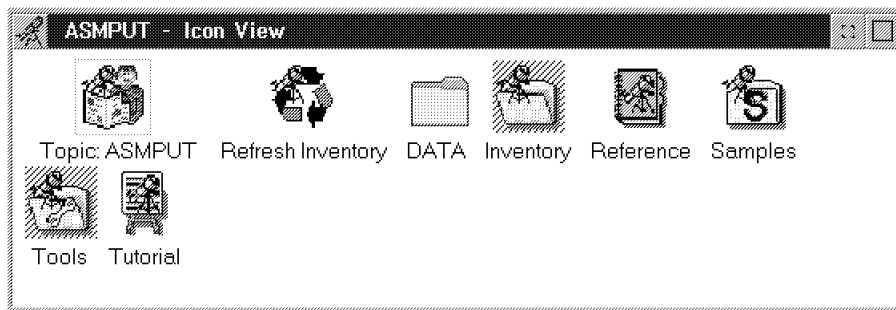 ASMPUT - Icon View
Topic: ASMPUT Refresh Inventory DATA Inventory Reference Samples
S
Tools Tutorial